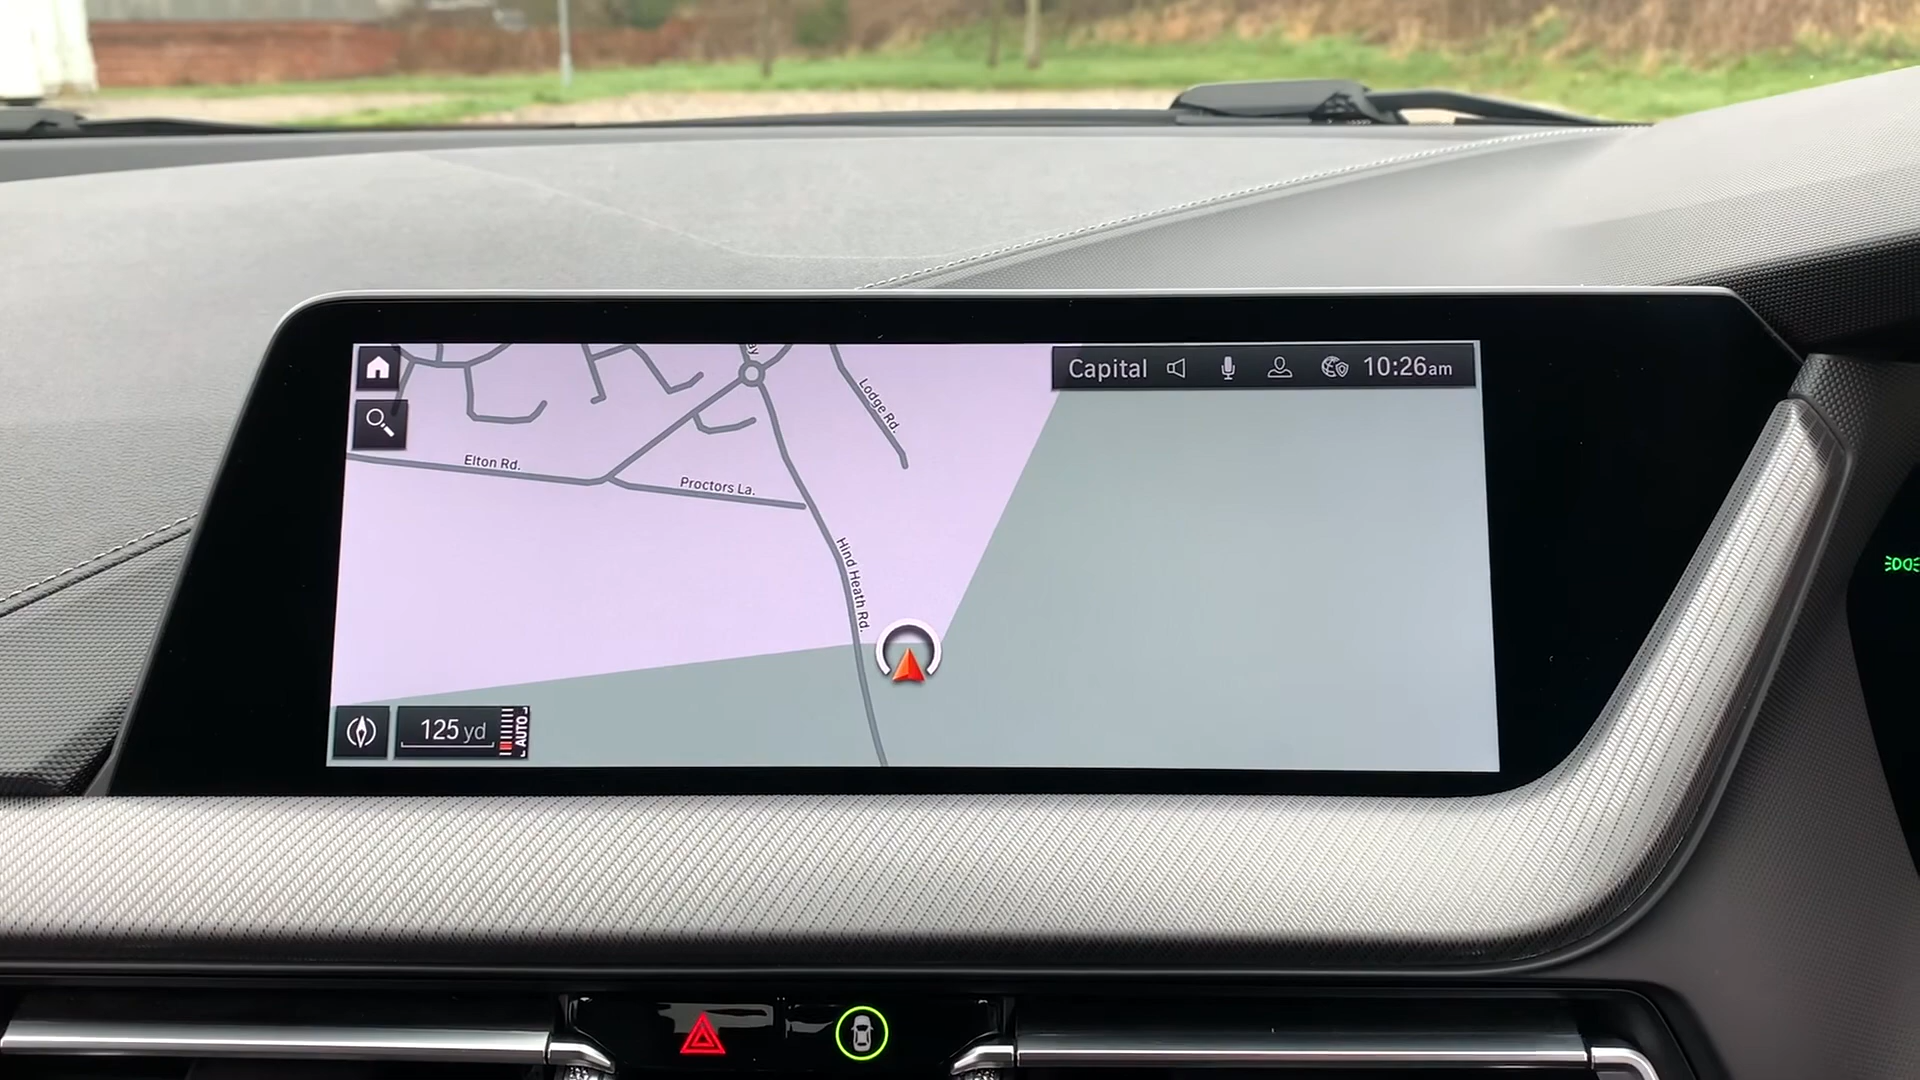 Capital 10:26am
Lodge Rd.
Elton Rd.
Proctors La.
Hind Heath Rd.
125 yd AUTO